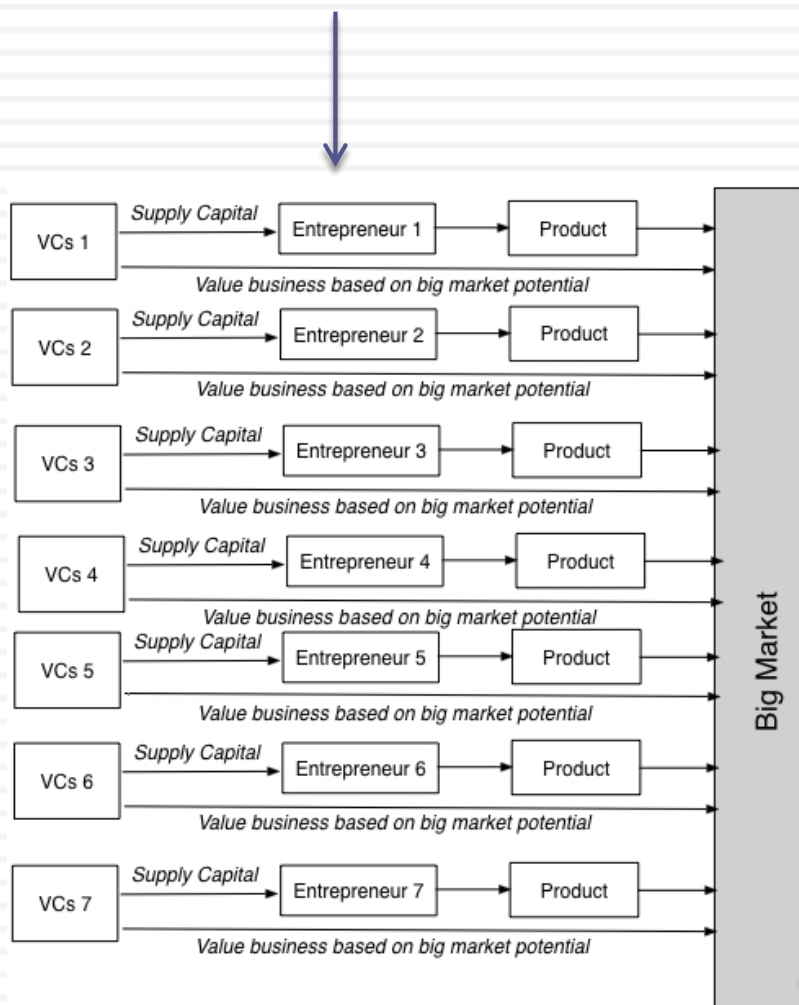 Supply Capital
VCs 1
Entrepreneur 1
Product
Value business based on big market potential
Supply Capital
VCs 2
Entrepreneur 2
Product
Value business based on big market potential
Supply Capital
VCs 3
Entrepreneur 3
Product
Value business based on big market potential
Supply Capital
VCs 4
Entrepreneur 4
Product
Value business based on big market potential
Supply Capital
VCs 5
Entrepreneur 5
Product
Value business based on big market potential
Supply Capital
VCs 6
Entrepreneur 6
Product
Value business based on big market potential
Supply Capital
VCs 7
Entrepreneur 7
Product
Value business based on big market potential
Big Market